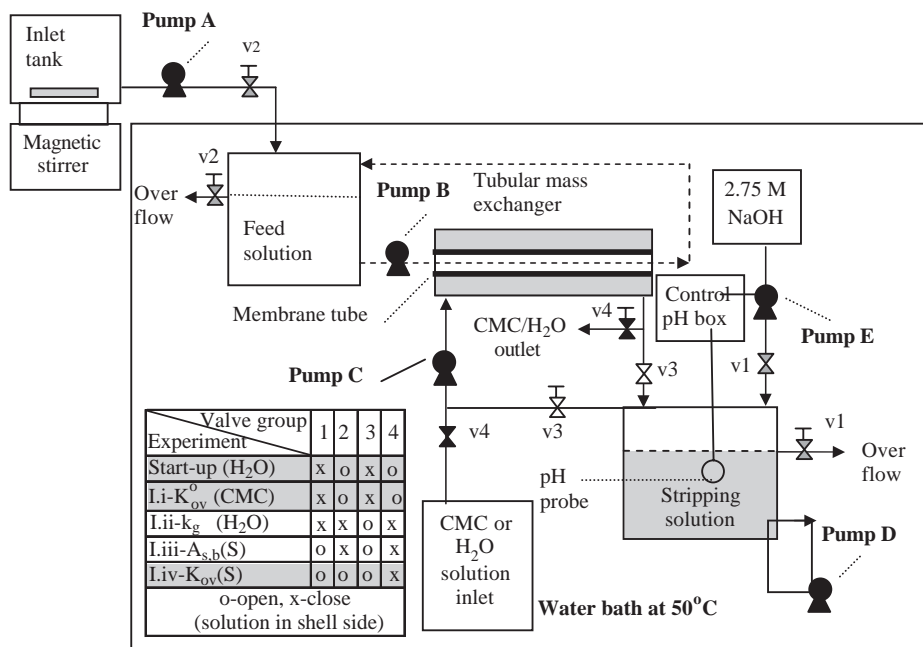 Inlet
tank
Pump A
v2
Magnetic
stirrer
v2
Over
flow
Feed
solution
Pump B
Tubular mass
exchanger
2.75 M
NaOH
Membrane tube
CMC/H₂O
outlet
v4
Control
pH box
Pump E
Pump C
v3
v1
v4
v3
v1
Over
flow
pH
probe
Stripping
solution
CMC or
H₂O
solution
inlet
Pump D
Water bath at 50°C
Valve group 1 2 3 4
Experiment
Start-up (H₂O) x o x o
I.i-K°ov (CMC) x o x o
I.ii-kg (H₂O) x x o x
I.iii-As,b(S) o x o x
I.iv-Kov(S) o o o x
o-open, x-close
(solution in shell side)